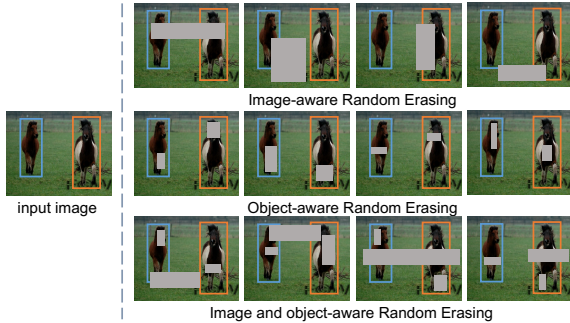 Image-aware Random Erasing
input image
Object-aware Random Erasing
Image and object-aware Random Erasing